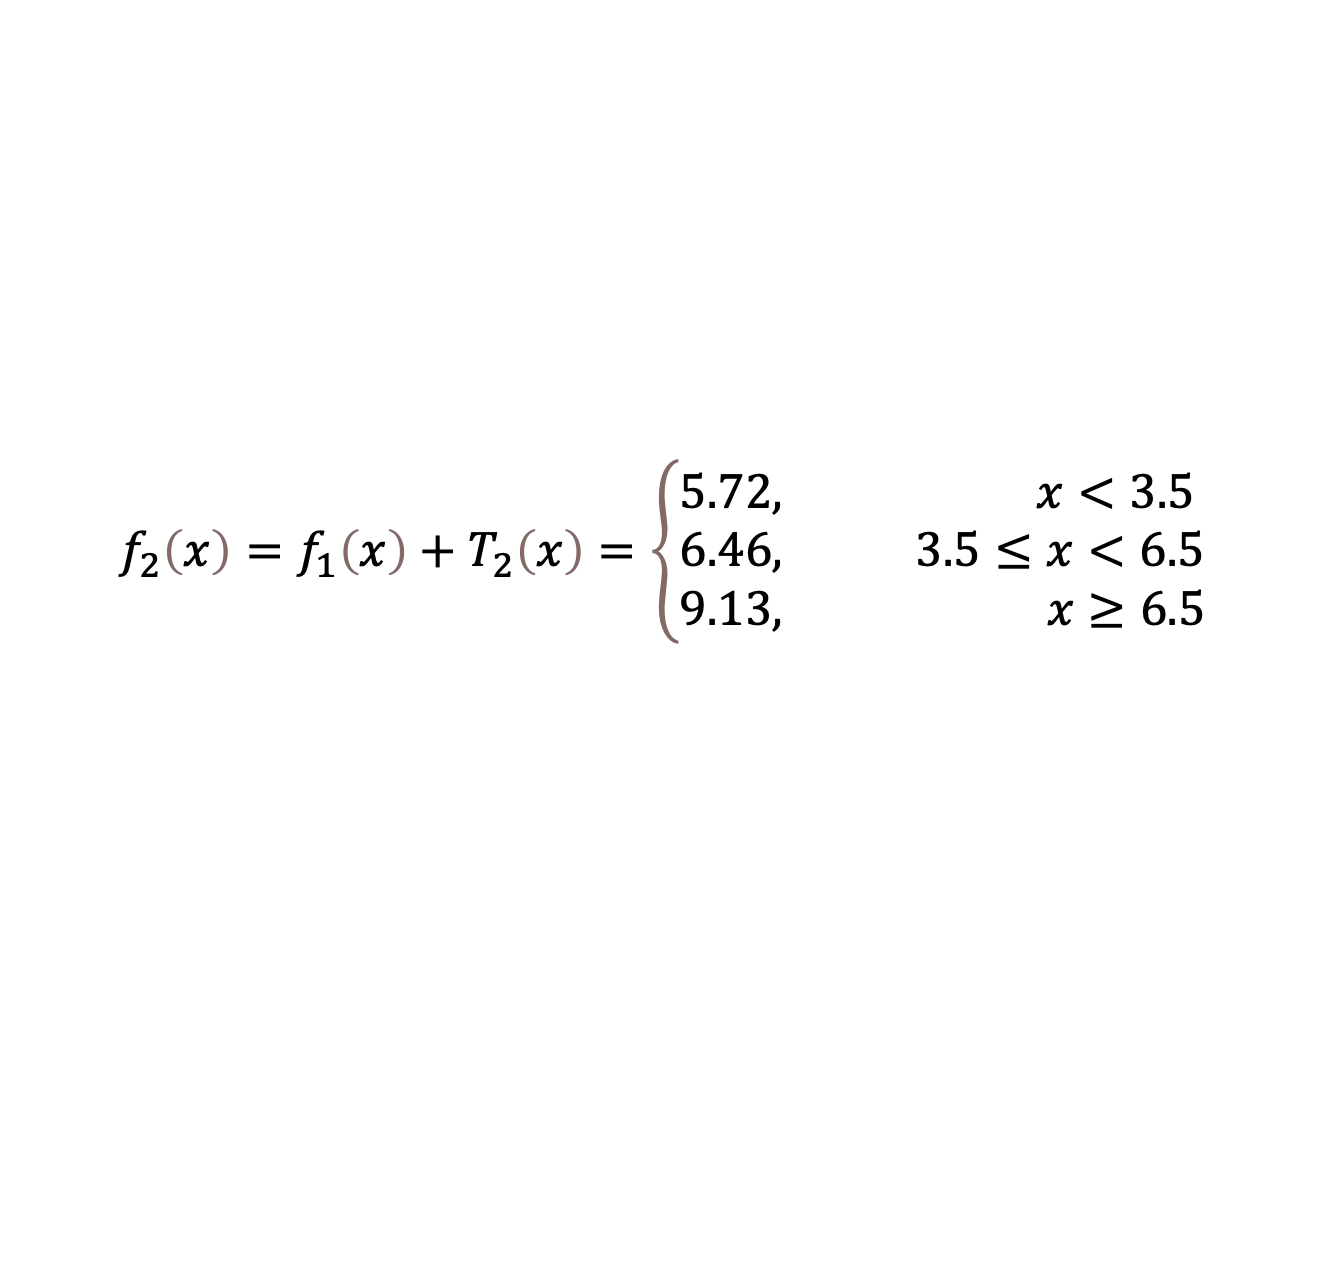 f₂(x) = f₁(x) + T₂(x) = { 5.72, x < 3.5
6.46, 3.5 ≤ x < 6.5
9.13, x ≥ 6.5